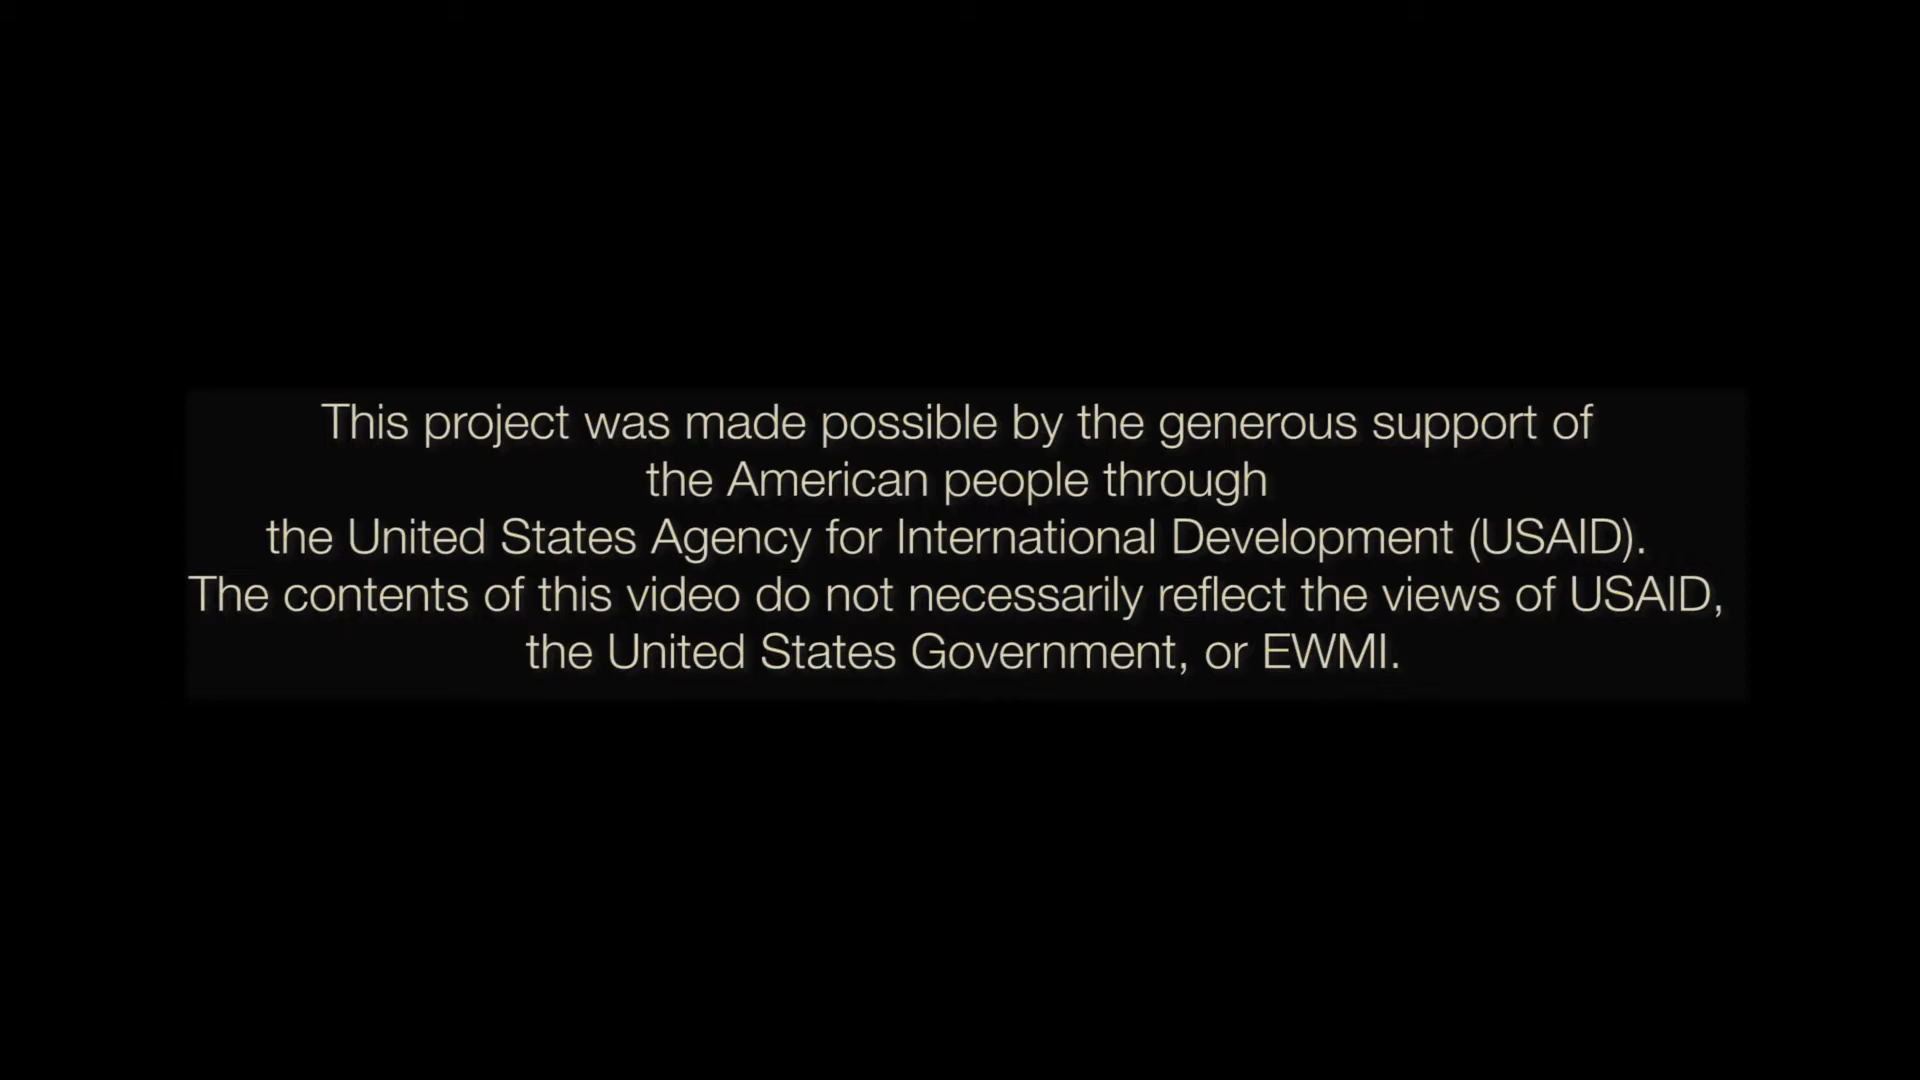 This project was made possible by the generous support of
the American people through
the United States Agency for International Development (USAID).
The contents of this video do not necessarily reflect the views of USAID,
the United States Government, or EWMI.